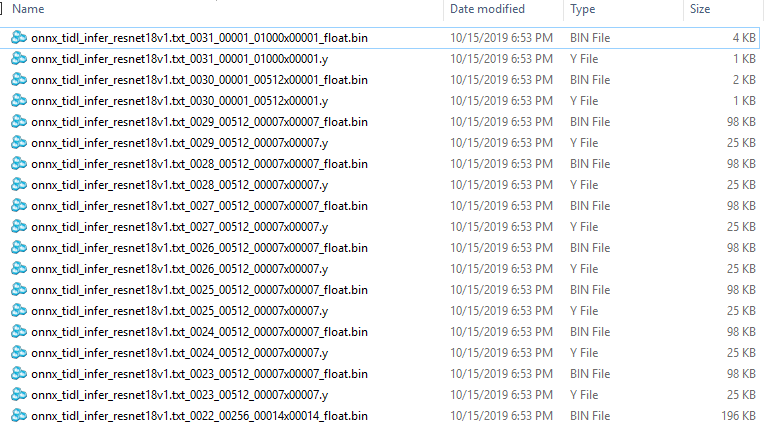 Name Date modified Type Size
onnx_tidl_infer_resnet18v1.txt_0031_00001_01000x00001_float.bin 10/15/2019 6:53 PM BIN File 4 KB
onnx_tidl_infer_resnet18v1.txt_0031_00001_01000x00001.y 10/15/2019 6:53 PM Y File 1 KB
onnx_tidl_infer_resnet18v1.txt_0030_00001_00512x00001_float.bin 10/15/2019 6:53 PM BIN File 2 KB
onnx_tidl_infer_resnet18v1.txt_0030_00001_00512x00001.y 10/15/2019 6:53 PM Y File 1 KB
onnx_tidl_infer_resnet18v1.txt_0029_00512_00007x00007_float.bin 10/15/2019 6:53 PM BIN File 98 KB
onnx_tidl_infer_resnet18v1.txt_0029_00512_00007x00007.y 10/15/2019 6:53 PM Y File 25 KB
onnx_tidl_infer_resnet18v1.txt_0028_00512_00007x00007_float.bin 10/15/2019 6:53 PM BIN File 98 KB
onnx_tidl_infer_resnet18v1.txt_0028_00512_00007x00007.y 10/15/2019 6:53 PM Y File 25 KB
onnx_tidl_infer_resnet18v1.txt_0027_00512_00007x00007_float.bin 10/15/2019 6:53 PM BIN File 98 KB
onnx_tidl_infer_resnet18v1.txt_0027_00512_00007x00007.y 10/15/2019 6:53 PM Y File 25 KB
onnx_tidl_infer_resnet18v1.txt_0026_00512_00007x00007_float.bin 10/15/2019 6:53 PM BIN File 98 KB
onnx_tidl_infer_resnet18v1.txt_0026_00512_00007x00007.y 10/15/2019 6:53 PM Y File 25 KB
onnx_tidl_infer_resnet18v1.txt_0025_00512_00007x00007_float.bin 10/15/2019 6:53 PM BIN File 98 KB
onnx_tidl_infer_resnet18v1.txt_0025_00512_00007x00007.y 10/15/2019 6:53 PM Y File 25 KB
onnx_tidl_infer_resnet18v1.txt_0024_00512_00007x00007_float.bin 10/15/2019 6:53 PM BIN File 98 KB
onnx_tidl_infer_resnet18v1.txt_0024_00512_00007x00007.y 10/15/2019 6:53 PM Y File 25 KB
onnx_tidl_infer_resnet18v1.txt_0023_00512_00007x00007_float.bin 10/15/2019 6:53 PM BIN File 98 KB
onnx_tidl_infer_resnet18v1.txt_0023_00512_00007x00007.y 10/15/2019 6:53 PM Y File 25 KB
onnx_tidl_infer_resnet18v1.txt_0022_00256_00014x00014_float.bin 10/15/2019 6:53 PM BIN File 196 KB